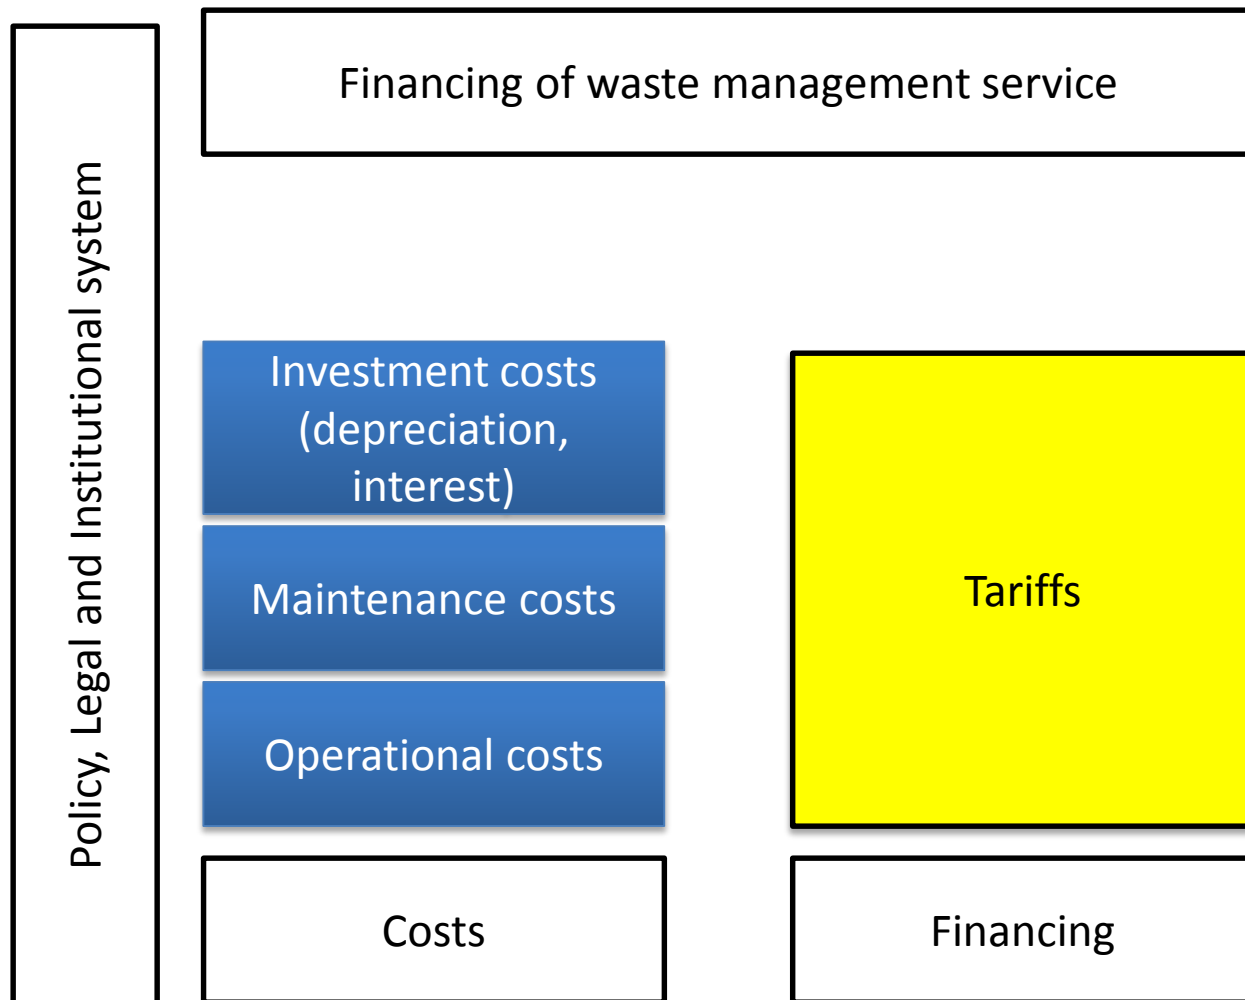 Financing of waste management service
Policy, Legal and Institutional system
Investment costs
(depreciation,
interest)
Maintenance costs
Operational costs
Tariffs
Costs
Financing